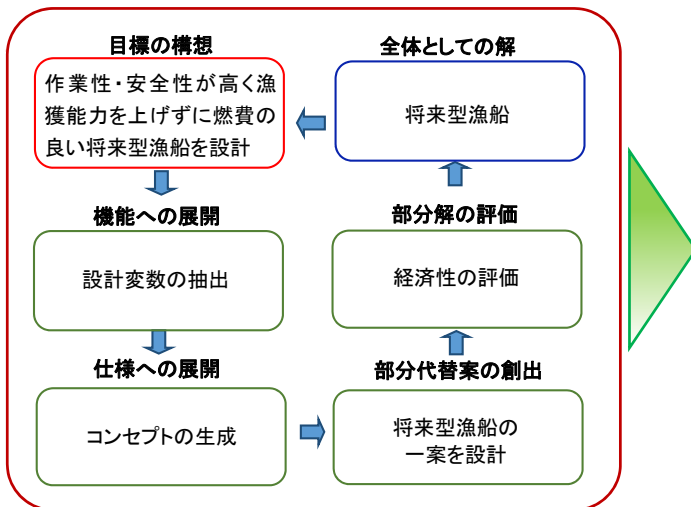 目標の構想
作業性・安全性が高く漁
獲能力を上げずに燃費の
良い将来型漁船を設計
機能への展開
設計変数の抽出
仕様への展開
コンセプトの生成
部分代替案の創出
将来型漁船の
一案を設計
部分解の評価
経済性の評価
全体としての解
将来型漁船